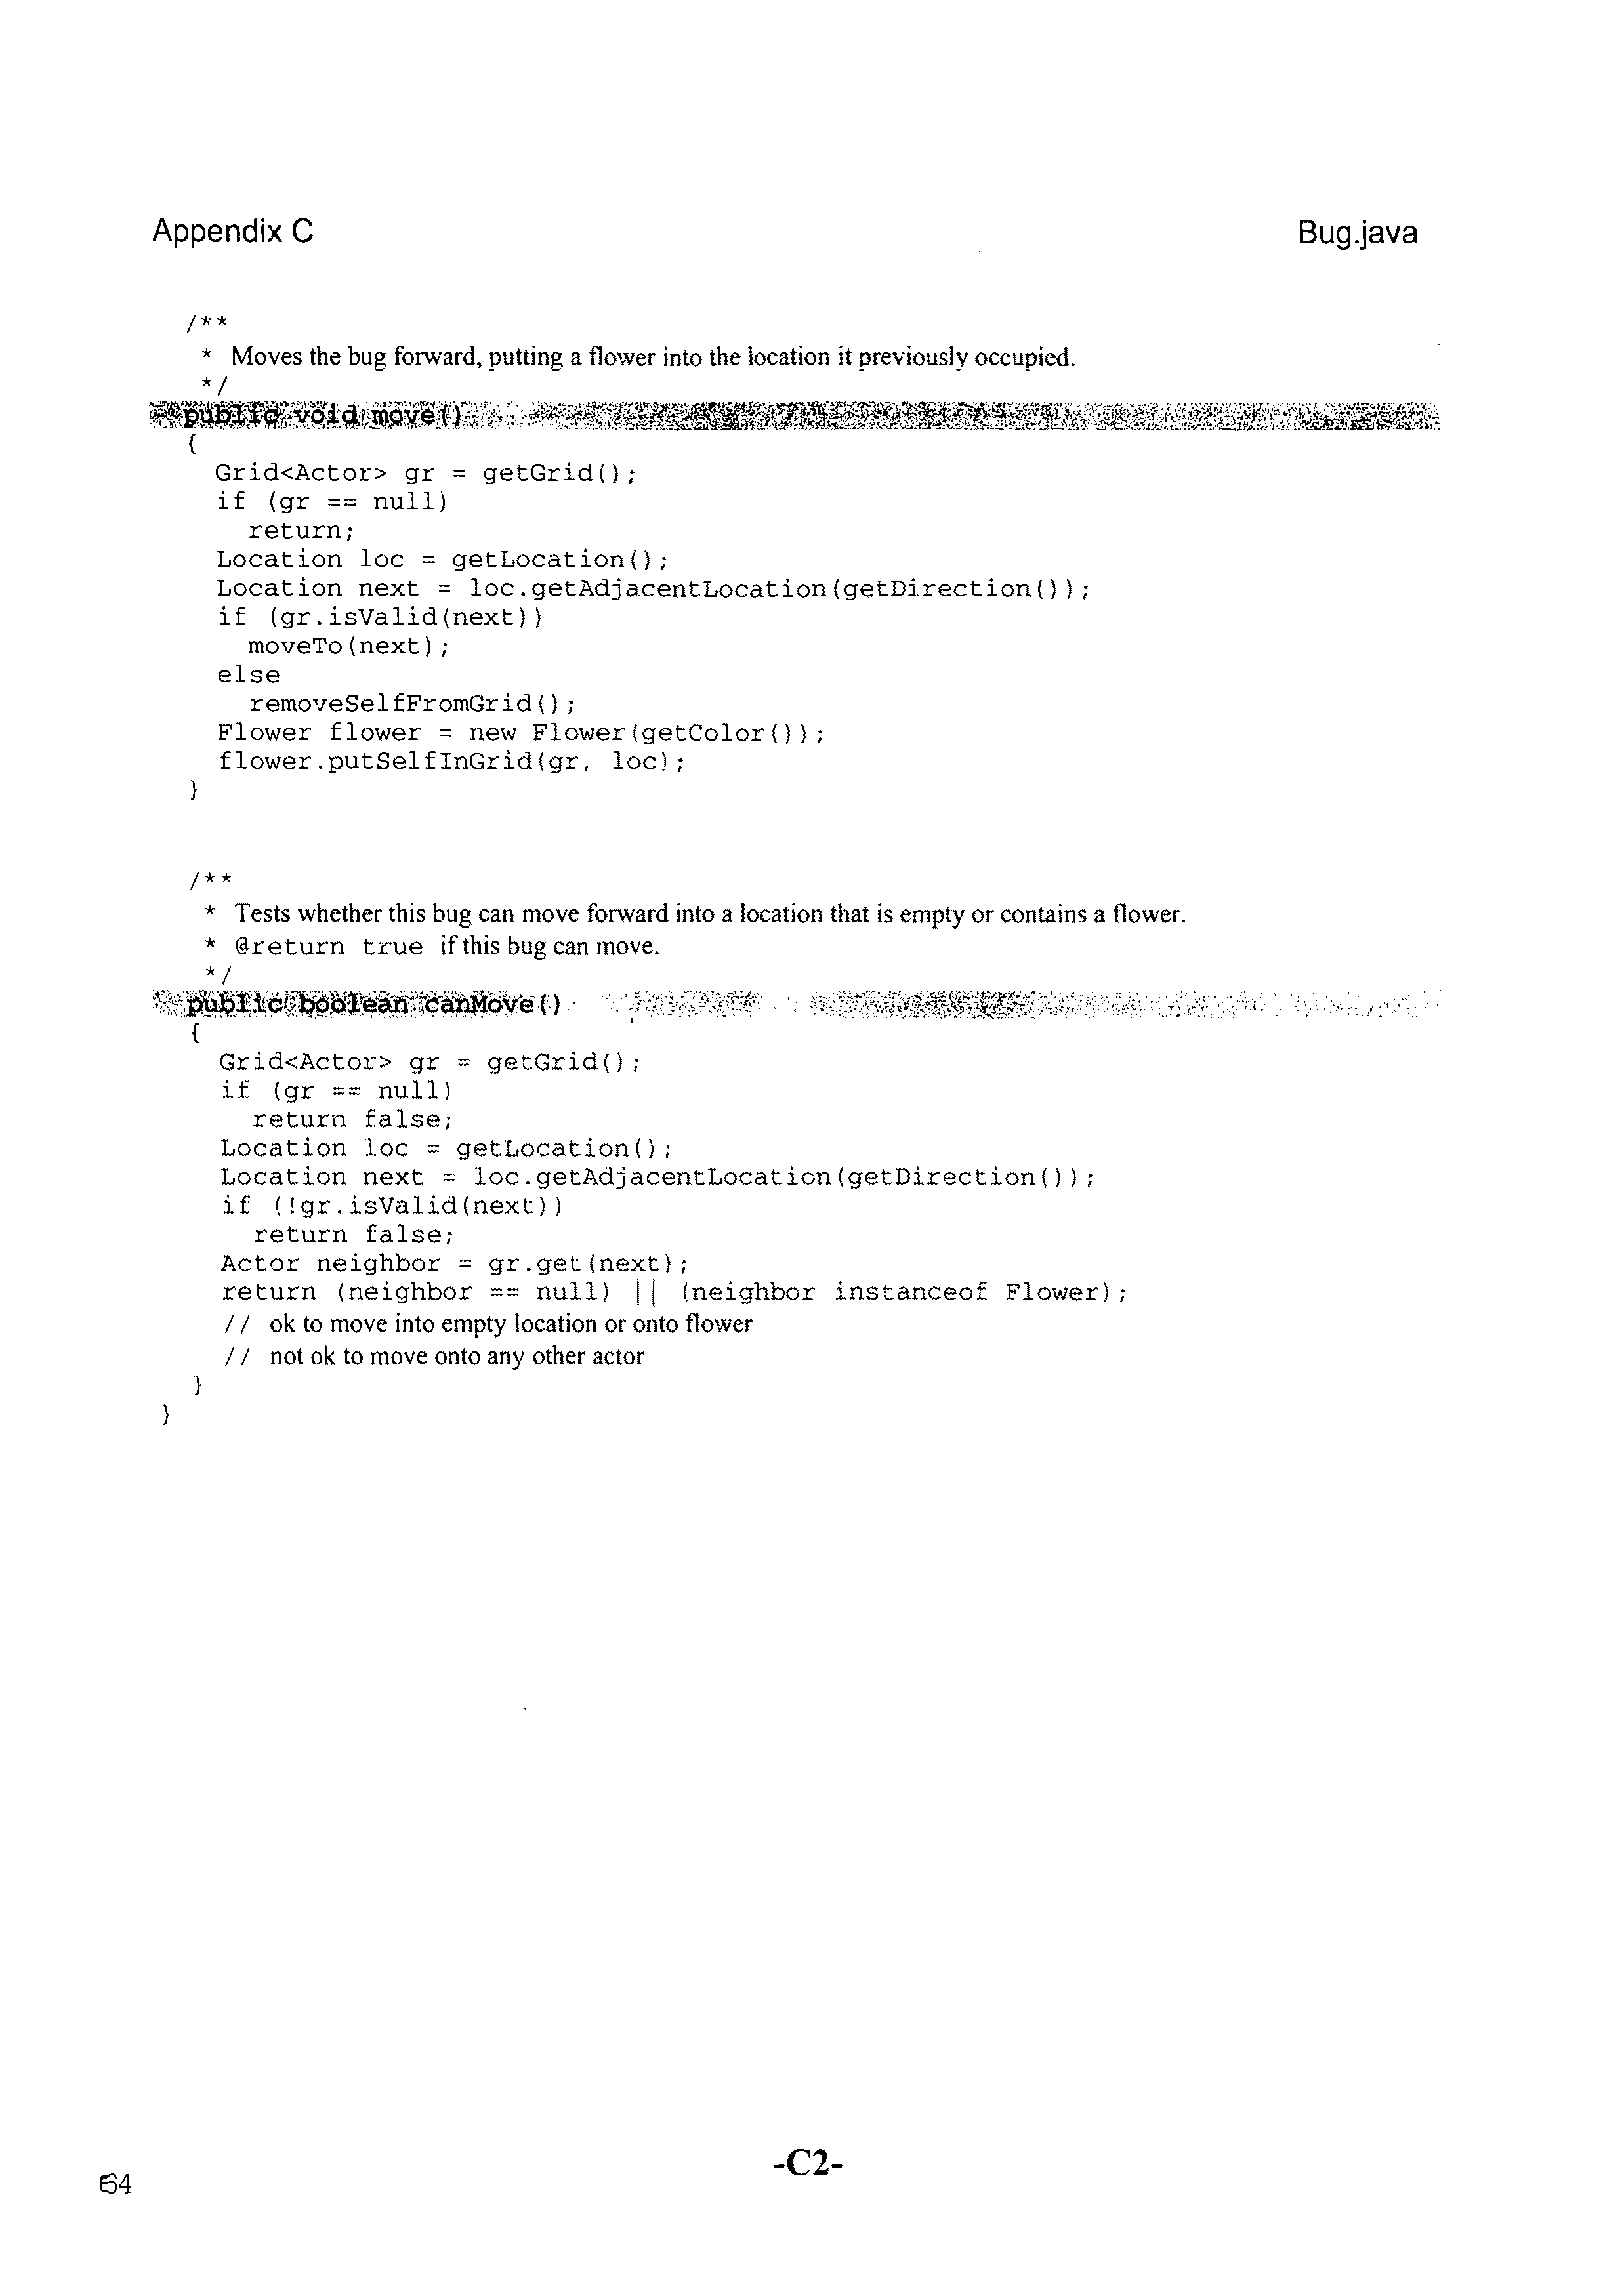 Appendix C
Bug.java
/**
* Moves the bug forward, putting a flower into the location it previously occupied.
*/
public void move()
{
Grid<Actor> gr = getGrid();
if (gr == null)
return;
Location loc = getLocation();
Location next = loc.getAdjacentLocation(getDirection());
if (gr.isValid(next))
moveTo(next);
else
removeSelfFromGrid();
Flower flower = new Flower(getColor());
flower.putSelfInGrid(gr, loc);
}
/**
* Tests whether this bug can move forward into a location that is empty or contains a flower.
* @return true if this bug can move.
*/
public boolean canMove()
{
Grid<Actor> gr = getGrid();
if (gr == null)
return false;
Location loc = getLocation();
Location next = loc.getAdjacentLocation(getDirection());
if (!gr.isValid(next))
return false;
Actor neighbor = gr.get(next);
return (neighbor == null) || (neighbor instanceof Flower);
// ok to move into empty location or onto flower
// not ok to move onto any other actor
}
}
-C2-
64